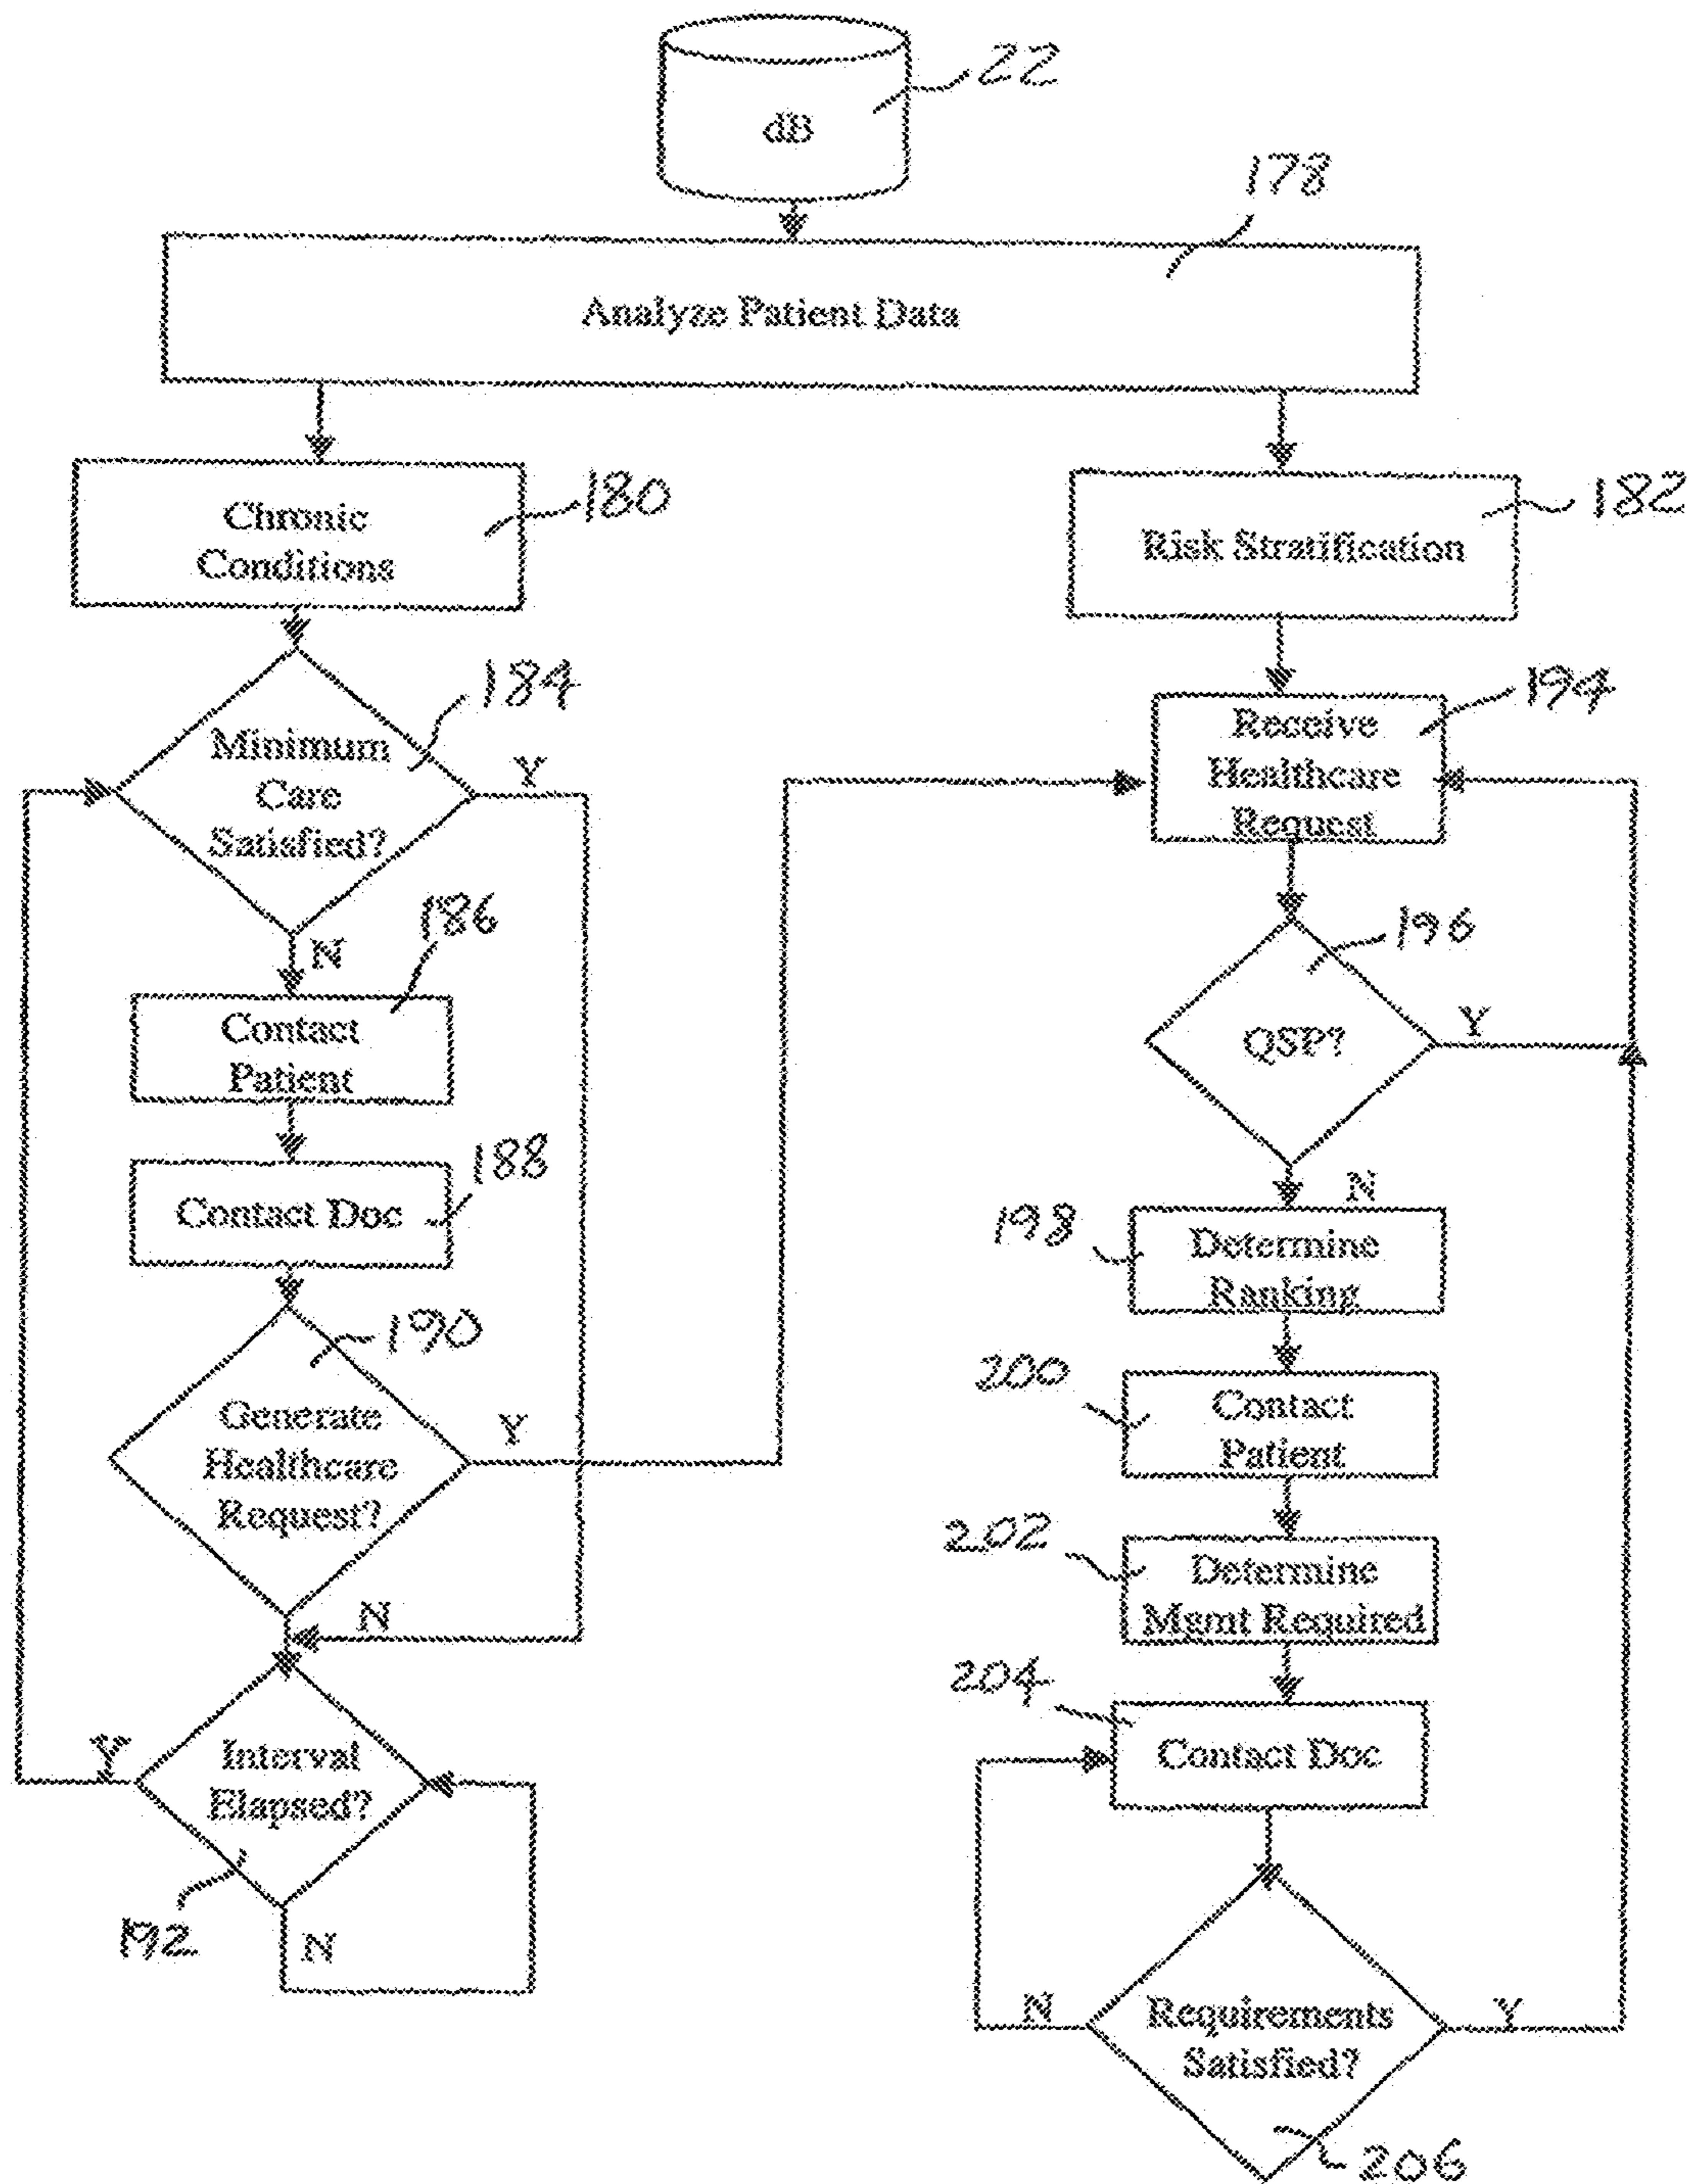 dB
22
178
Analyze Patient Data
Chronic
Conditions
180
Risk Stratification
182
Minimum
Care
Satisfied?
184
Y
N
Receive
Healthcare
Request
194
186
Contact
Patient
QSP?
196
Y
N
188
Contact Doc
198
Determine
Ranking
190
Generate
Healthcare
Request?
Y
N
200
Contact
Patient
202
Determine
Mgmt Required
204
Contact Doc
Y
Interval
Elapsed?
192
N
N
Requirements
Satisfied?
Y
206